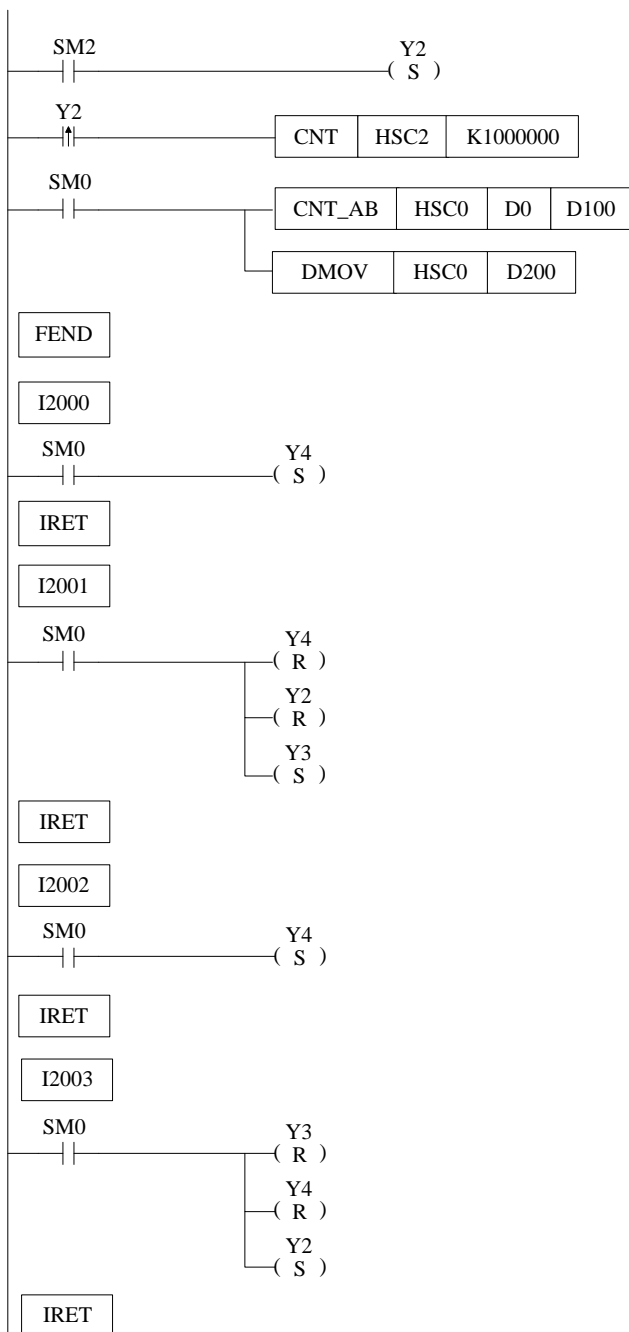 SM2
Y2
( S )
Y2
CNT HSC2 K1000000
SM0
CNT_AB HSC0 D0 D100
DMOV HSC0 D200
FEND
I2000
SM0
Y4
( S )
IRET
I2001
SM0
Y4
( R )
Y2
( R )
Y3
( S )
IRET
I2002
SM0
Y4
( S )
IRET
I2003
SM0
Y3
( R )
Y4
( R )
Y2
( S )
IRET